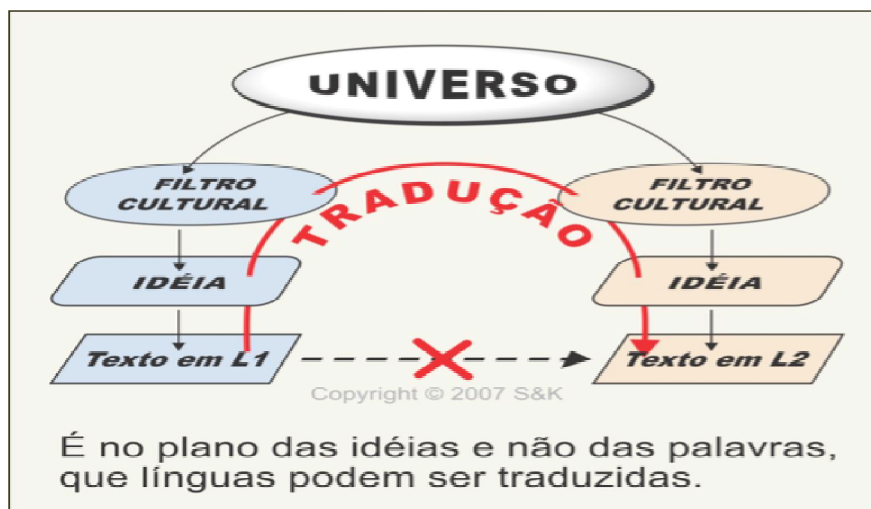 UNIVERSO
FILTRO
CULTURAL
FILTRO
CULTURAL
TRADUÇÃO
IDÉIA
IDÉIA
Texto em L1
Texto em L2
Copyright © 2007 S&K
É no plano das idéias e não das palavras,
que línguas podem ser traduzidas.